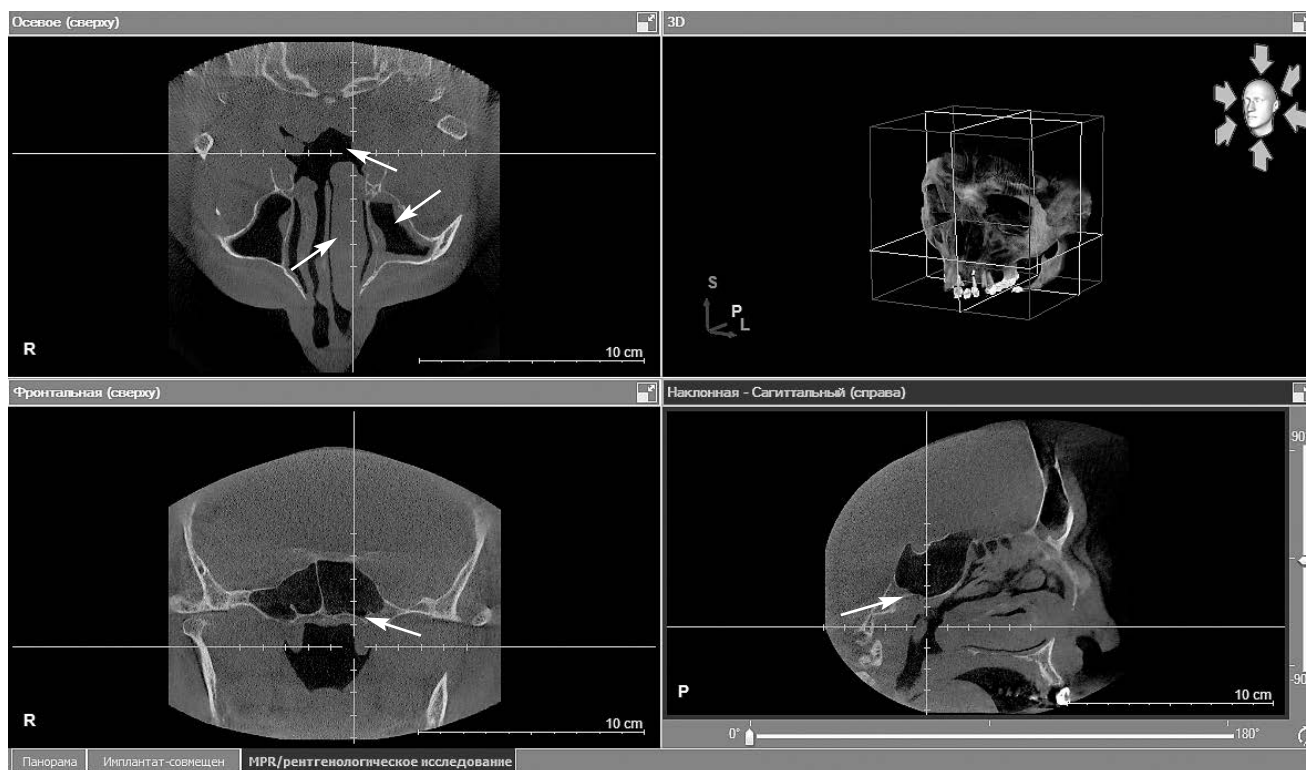 Осевое (сверху)
3D
R
10 cm
S
P
L
Фронтальная (сверху)
Наклонная - Сагиттальный (справа)
R
10 cm
90°
-90
P
10 cm
0°
180°
Панорама
Имплантат-совмещен
MPR/рентгенологическое исследование